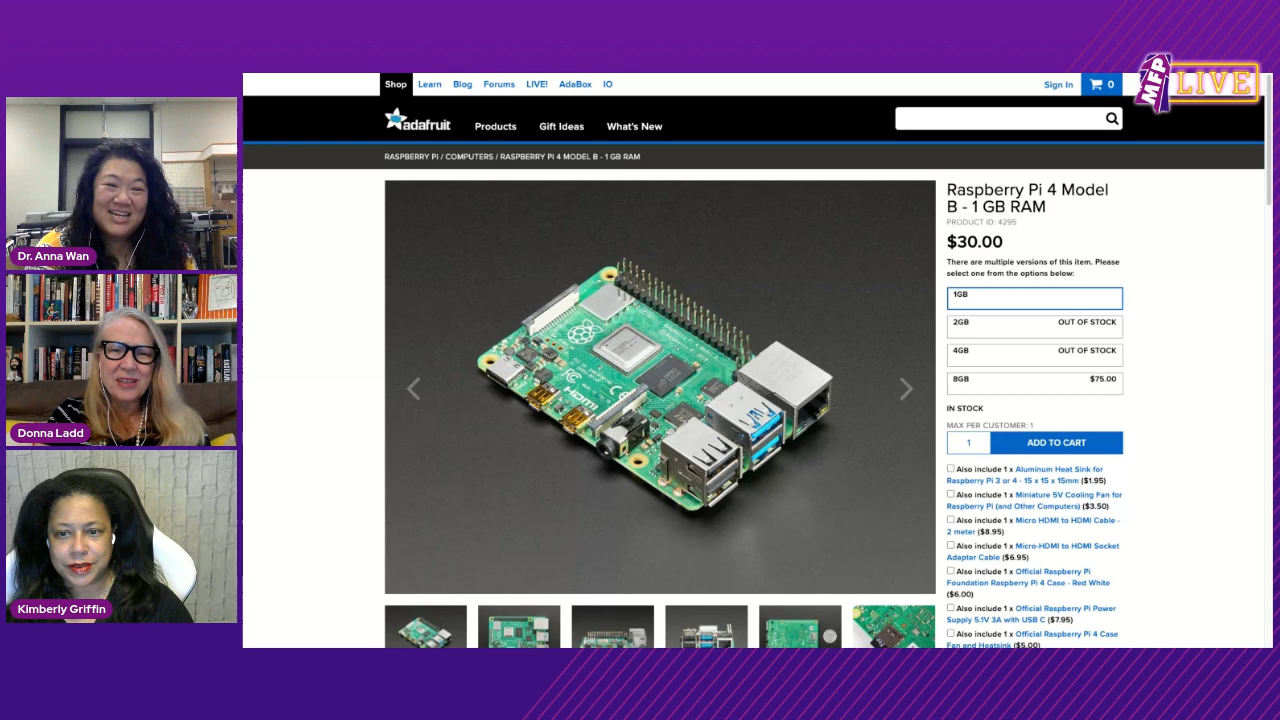 MFP LIVE
Dr. Anna Wan
Donna Ladd
Kimberly Griffin
Shop Learn Blog Forums LIVE! AdaBox IO Sign In 0
adafruit Products Gift Ideas What's New
RASPBERRY PI / COMPUTERS / RASPBERRY PI 4 MODEL B - 1 GB RAM
Raspberry Pi 4 Model
B - 1 GB RAM
PRODUCT ID: 4295
$30.00
There are multiple versions of this item. Please
select one from the options below:
1GB
2GB OUT OF STOCK
4GB OUT OF STOCK
8GB $75.00
IN STOCK
MAX PER CUSTOMER: 1
1 ADD TO CART
Also include 1 x Aluminum Heat Sink for
Raspberry Pi 3 or 4 - 15 x 15 x 15mm ($1.95)
Also include 1 x Miniature 5V Cooling Fan for
Raspberry Pi (and Other Computers) ($3.50)
Also include 1 x Micro HDMI to HDMI Cable -
2 meter ($8.95)
Also include 1 x Micro-HDMI to HDMI Socket
Adapter Cable ($6.95)
Also include 1 x Official Raspberry Pi
Foundation Raspberry Pi 4 Case - Red White
($6.00)
Also include 1 x Official Raspberry Pi Power
Supply 5.1V 3A with USB C ($7.95)
Also include 1 x Official Raspberry Pi 4 Case
Fan and Heatsink ($5.00)